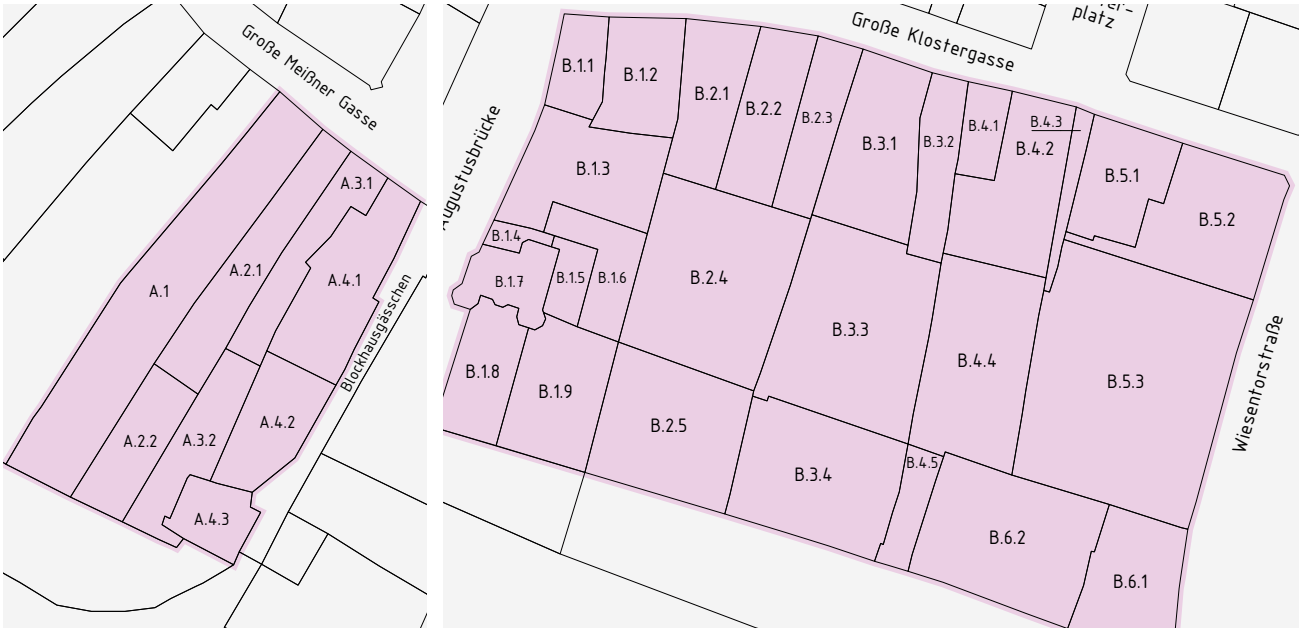 Große Meißner Gasse
A.3.1
A.2.1
A.4.1
A.1
Blockhausgässchen
A.4.2
A.2.2
A.3.2
A.4.3
Große Klostergasse
platz
Augustusbrücke
Wiesentorstraße
B.1.1
B.1.2
B.2.1
B.2.2
B.2.3
B.3.1
B.3.2
B.4.1
B.4.3
B.4.2
B.5.1
B.5.2
B.1.3
B.1.4
B.1.7
B.1.5
B.1.6
B.2.4
B.3.3
B.4.4
B.5.3
B.1.8
B.1.9
B.2.5
B.3.4
B.4.5
B.6.2
B.6.1